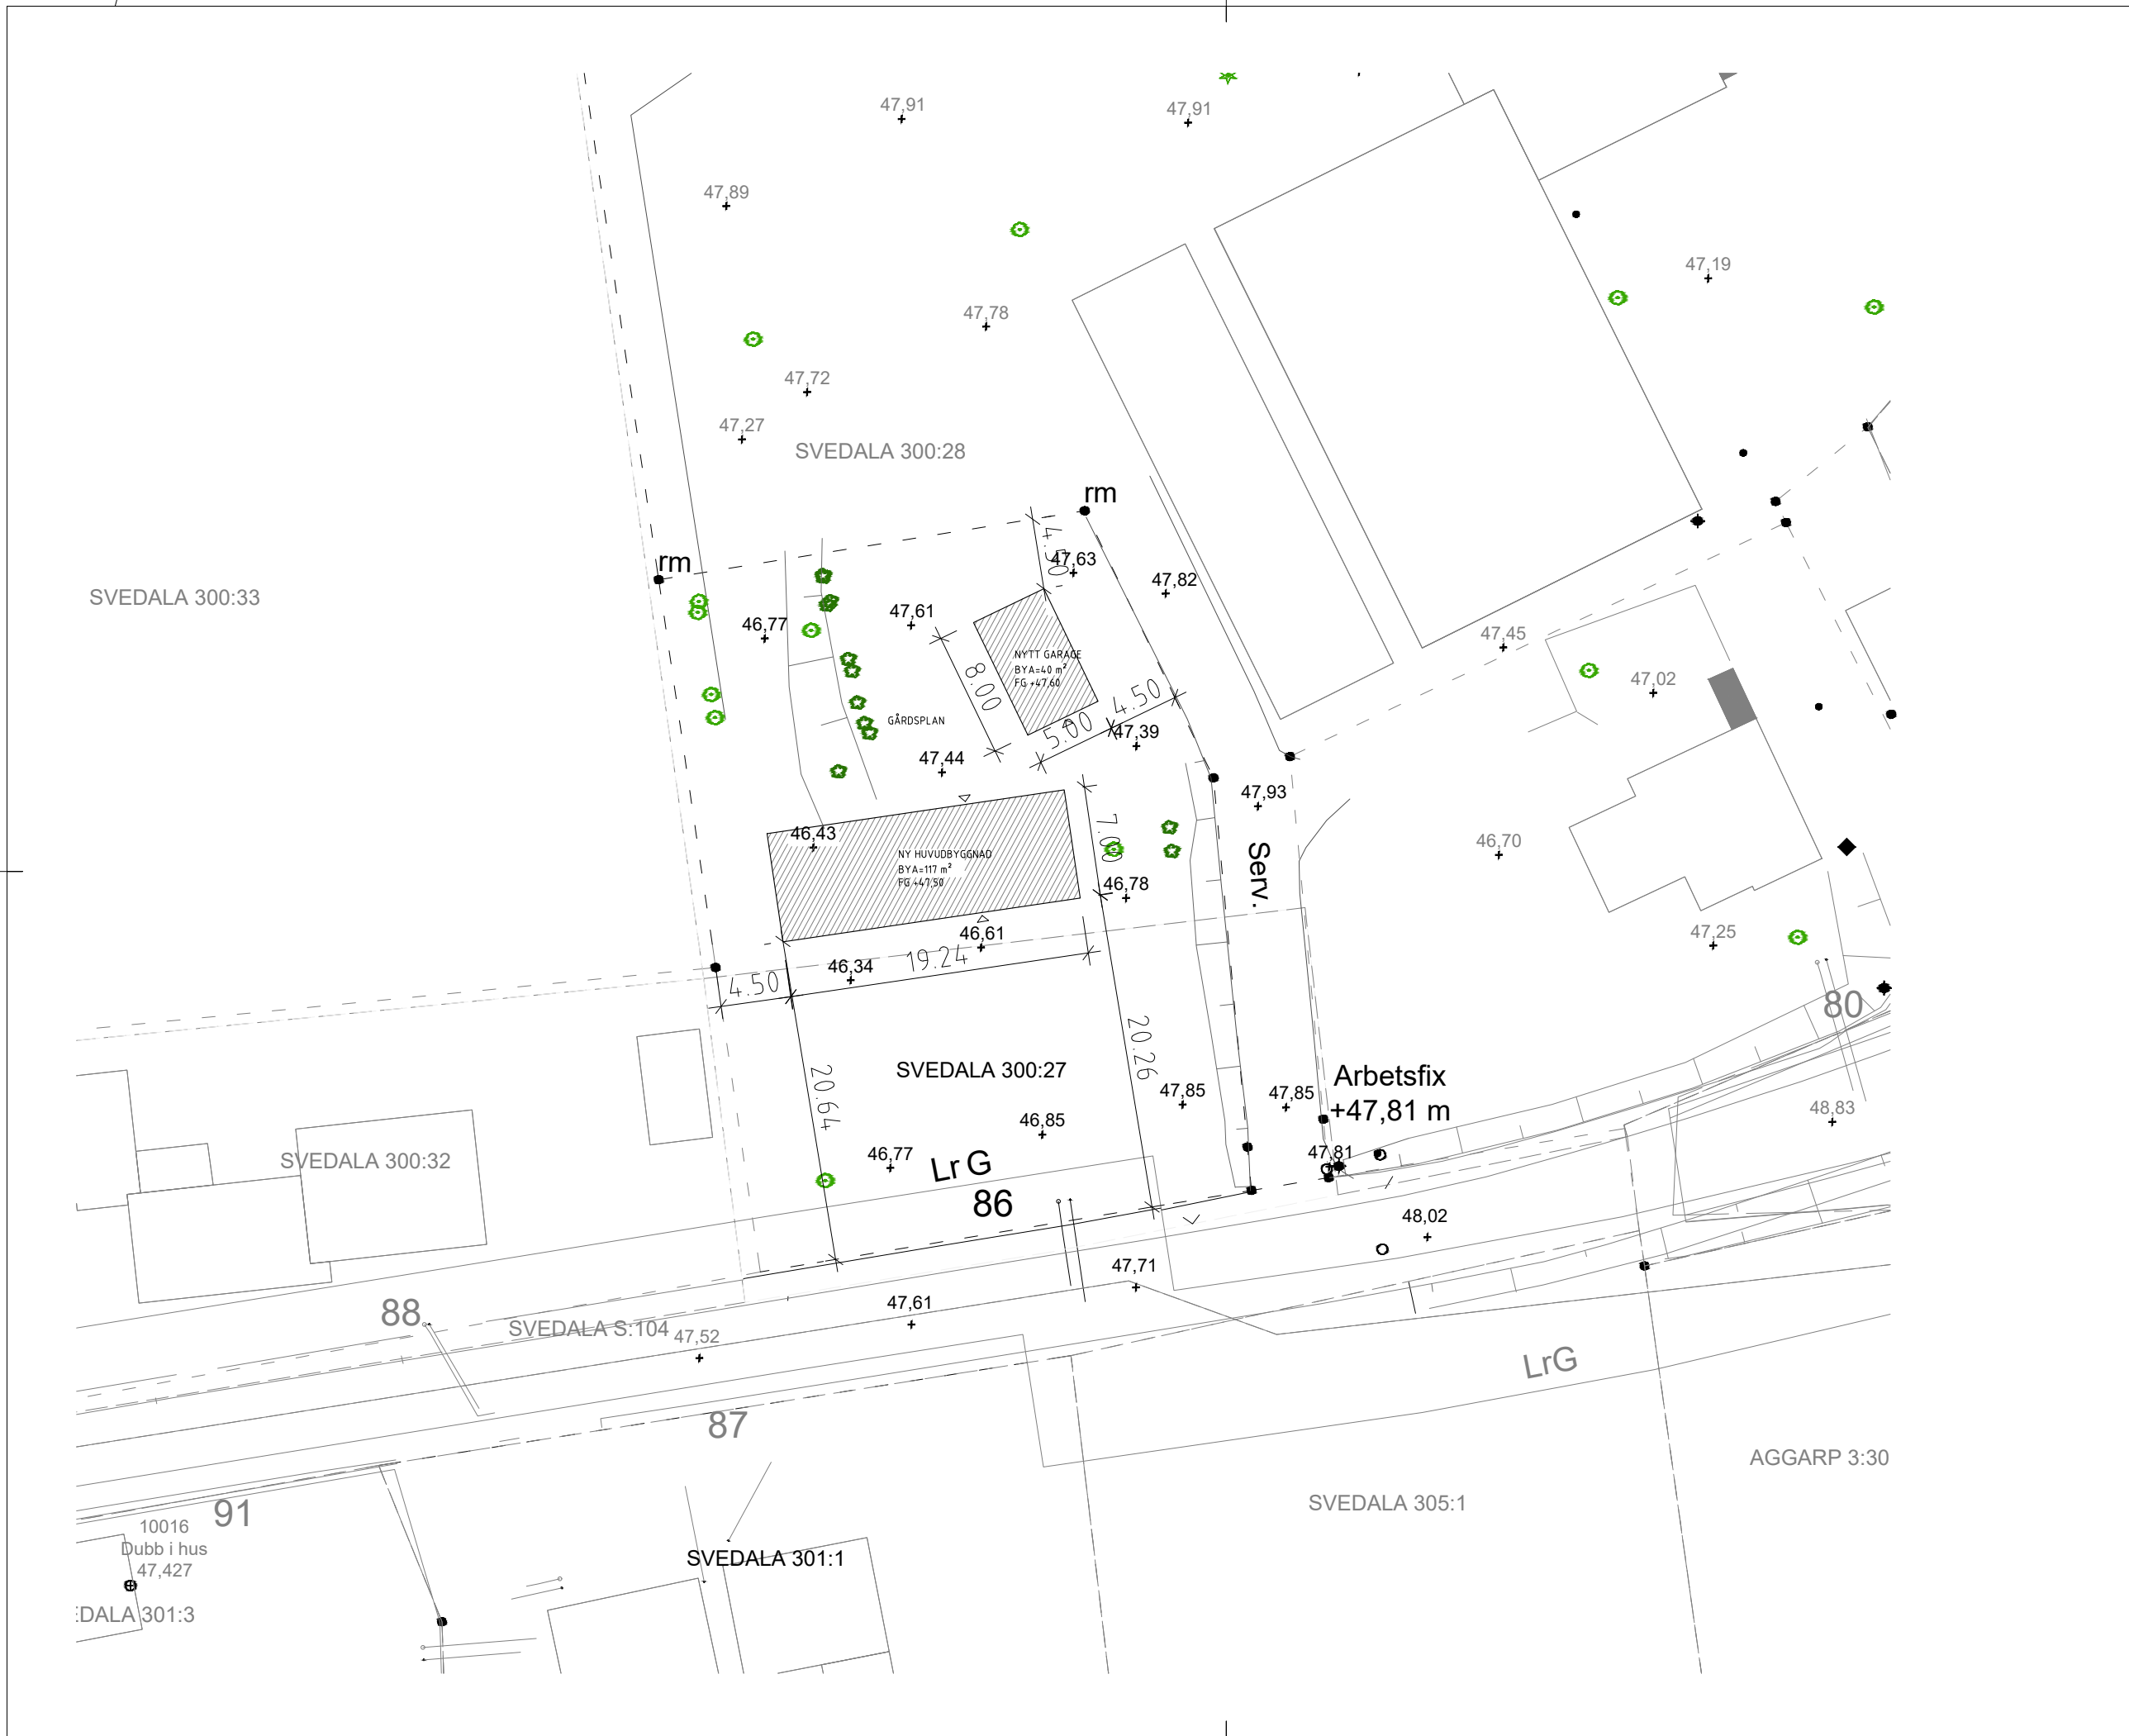 47,91
47,91
47,89
47,19
47,78
47,72
47,27
SVEDALA 300:28
rm
rm
4.50
47,63
47,82
SVEDALA 300:33
47,61
46,77
47,45
NYTT GARAGE
BYA=40 m²
FG +47,60
8.00
47,02
4.50
GÅRDSPLAN
5.00
47,39
47,44
47,93
7.00
46,43
46,70
NY HUVUDBYGGNAD
BYA=117 m²
FG +47,50
Serv.
46,78
46,61
47,25
19.24
46,34
4.50
80
20.26
SVEDALA 300:27
Arbetsfix
+47,81 m
20.64
47,85
47,85
48,83
46,85
46,77
47,81
SVEDALA 300:32
Lr G
86
48,02
47,71
47,61
88
SVEDALA S:104
47,52
LrG
87
AGGARP 3:30
SVEDALA 305:1
91
10016
Dubb i hus
47,427
SVEDALA 301:1
EDALA 301:3